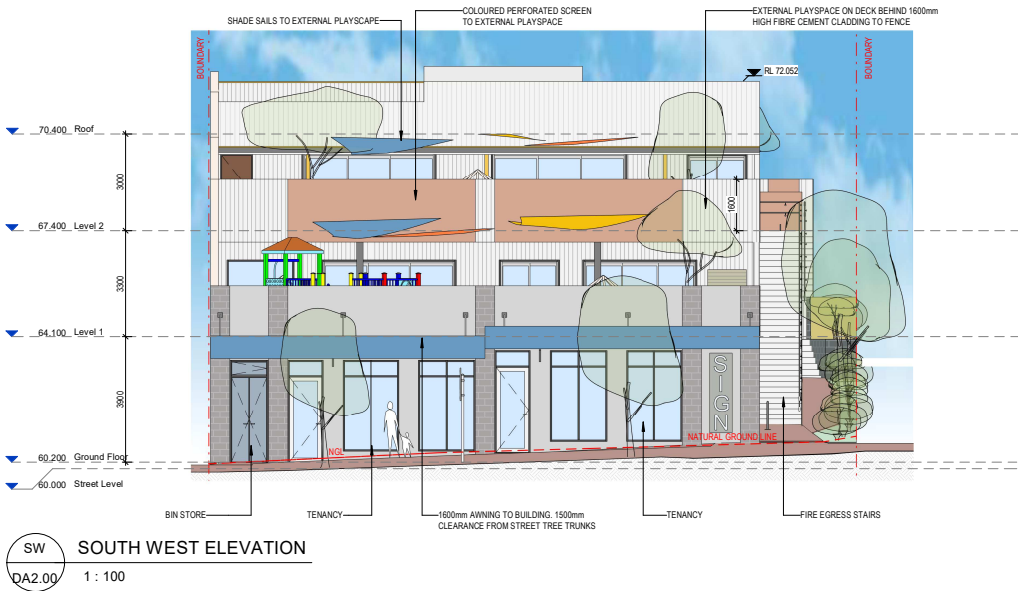 COLOURED PERFORATED SCREEN
TO EXTERNAL PLAYSPACE
EXTERNAL PLAYSPACE ON DECK BEHIND 1600mm
HIGH FIBRE CEMENT CLADDING TO FENCE
SHADE SAILS TO EXTERNAL PLAYSCAPE
BOUNDARY
BOUNDARY
RL 72.052
70.400 Roof
3000
1600
67.400 Level 2
3300
64.100 Level 1
3900
SIGN
NATURAL GROUND LINE
NGL
60.200 Ground Floor
60.000 Street Level
BIN STORE
TENANCY
1600mm AWNING TO BUILDING. 1500mm
CLEARANCE FROM STREET TREE TRUNKS
TENANCY
FIRE EGRESS STAIRS
SW
SOUTH WEST ELEVATION
DA2.00
1 : 100